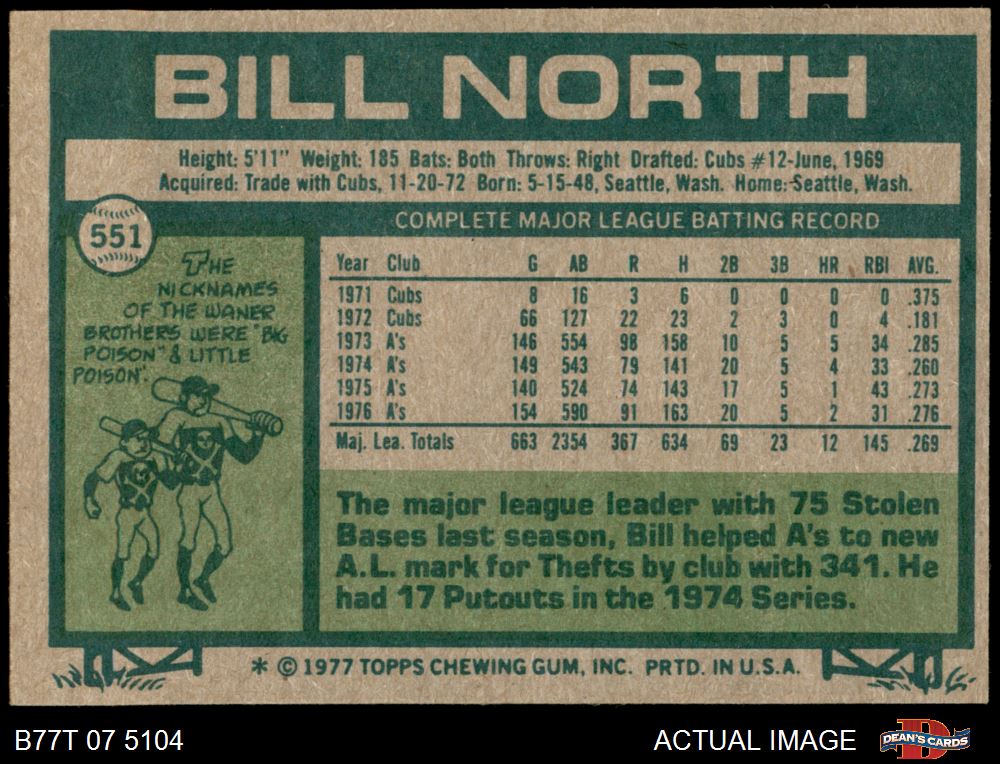 BILL NORTH
Height: 5'11" Weight: 185 Bats: Both Throws: Right Drafted: Cubs #12-June, 1969
Acquired: Trade with Cubs, 11-20-72 Born: 5-15-48, Seattle, Wash. Home: Seattle, Wash.
551
THE
NICKNAMES
OF THE WANER
BROTHERS WERE "BIG
POISON" & LITTLE
POISON".
COMPLETE MAJOR LEAGUE BATTING RECORD
Year Club G AB R H 2B 3B HR RBI AVG.
1971 Cubs 8 16 3 6 0 0 0 0 .375
1972 Cubs 66 127 22 23 2 3 0 4 .181
1973 A's 146 554 98 158 10 5 5 34 .285
1974 A's 149 543 79 141 20 5 4 33 .260
1975 A's 140 524 74 143 17 5 1 43 .273
1976 A's 154 590 91 163 20 5 2 31 .276
Maj. Lea. Totals 663 2354 367 634 69 23 12 145 .269
The major league leader with 75 Stolen
Bases last season, Bill helped A's to new
A.L. mark for Thefts by club with 341. He
had 17 Putouts in the 1974 Series.
* © 1977 TOPPS CHEWING GUM, INC. PRTD. IN U.S.A.
B77T 07 5104
ACTUAL IMAGE
D
DEAN'S CARDS